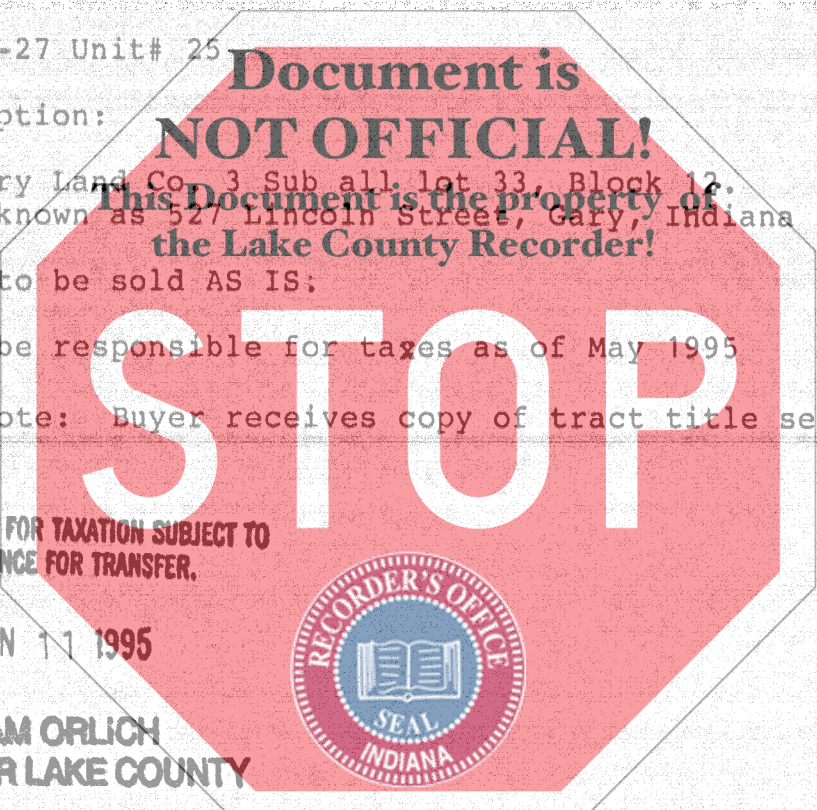 -27 Unit# 25
Document is
ption:
NOT OFFICIAL!
ry Land Co. 3 Sub all lot 33, Block 12.
This Document is the property of
known as 527 Lincoln Street, Gary, Indiana
the Lake County Recorder!
to be sold AS IS:
be responsible for taxes as of May 1995
ote: Buyer receives copy of tract title se
STOP
FOR TAXATION SUBJECT TO
NCE FOR TRANSFER.
N 11 1995
AM ORLICH
R LAKE COUNTY
RECORDER'S OFFICE
SEAL
INDIANA